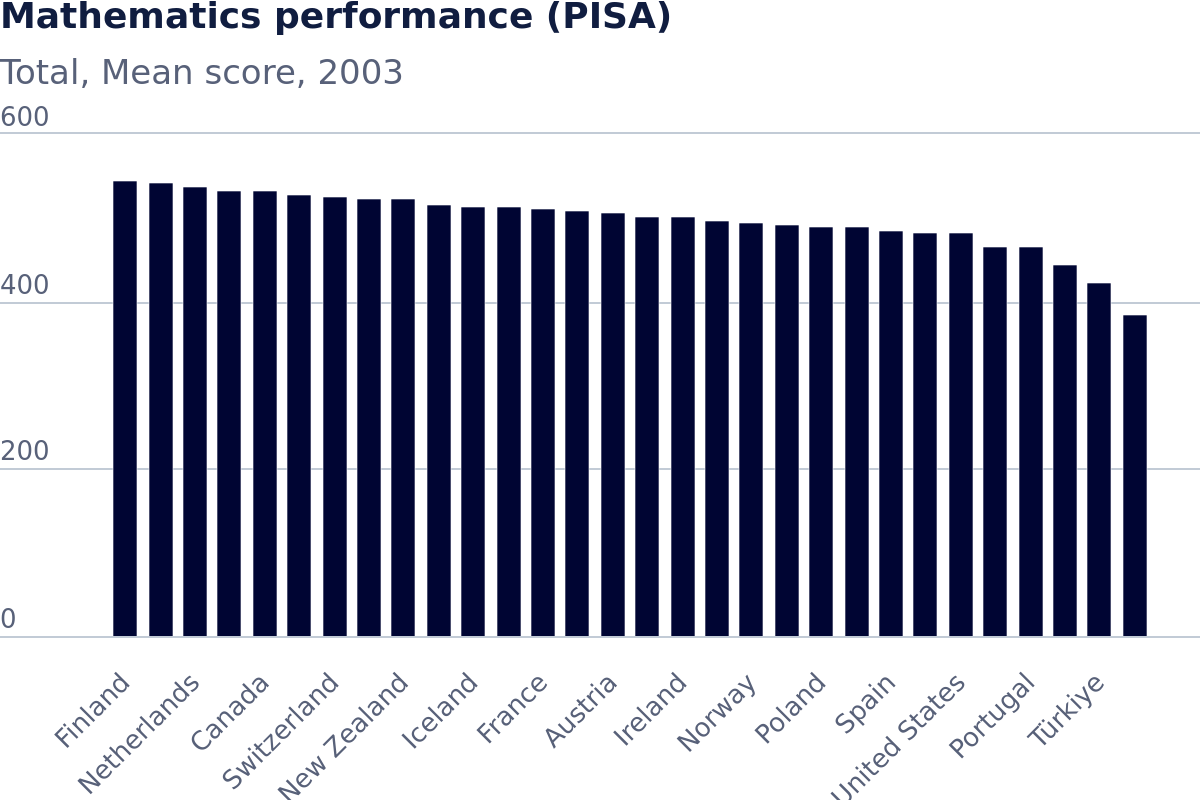 Mathematics performance (PISA)
Total, Mean score, 2003
600
400
200
0
Finland
Netherlands
Canada
Switzerland
New Zealand
Iceland
France
Austria
Ireland
Norway
Poland
Spain
United States
Portugal
Türkiye